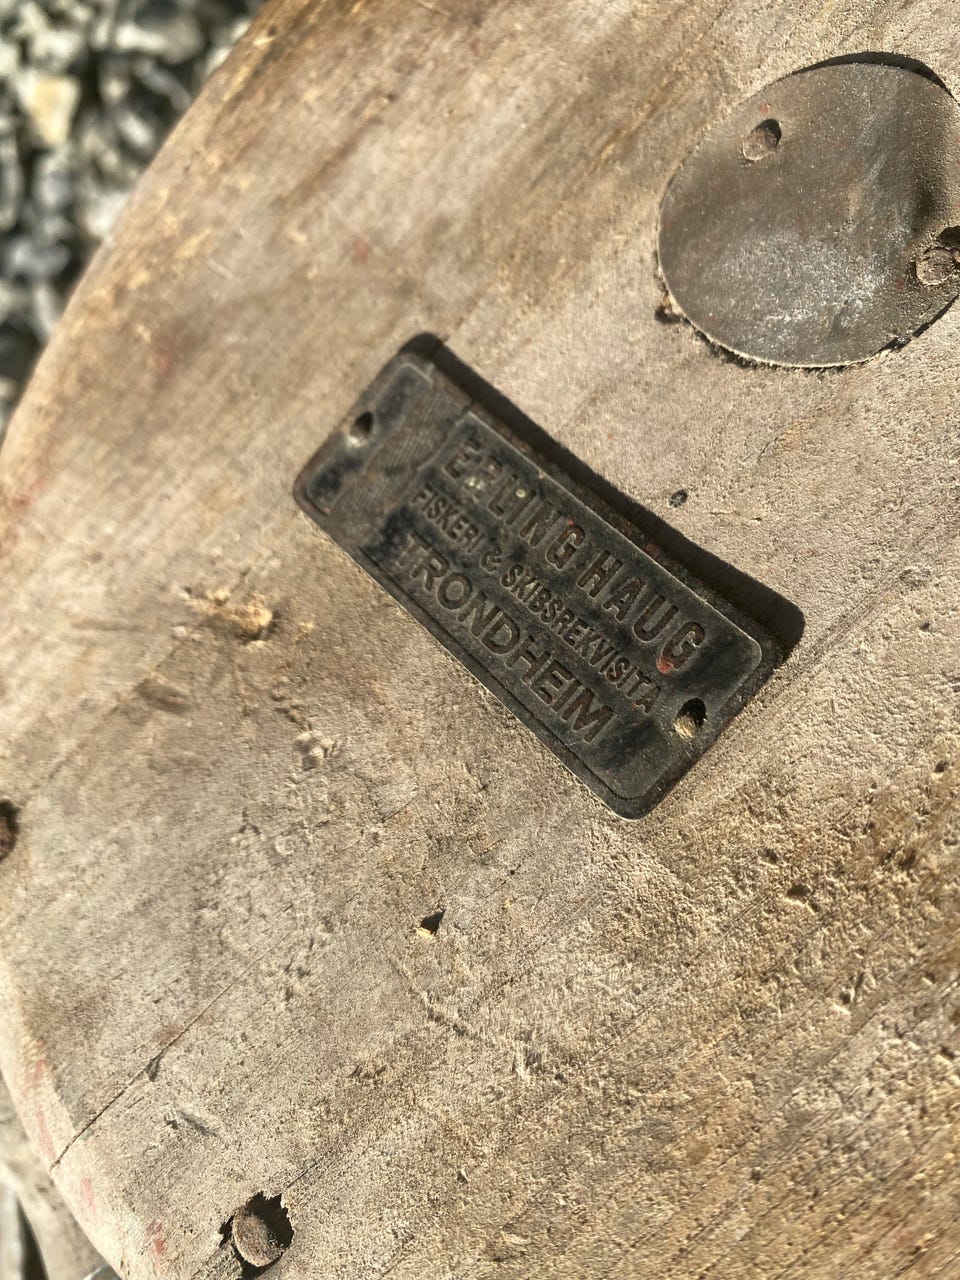 ERLING HAUG
FISKERI & SKIBSREKVISITA
TRONDHEIM